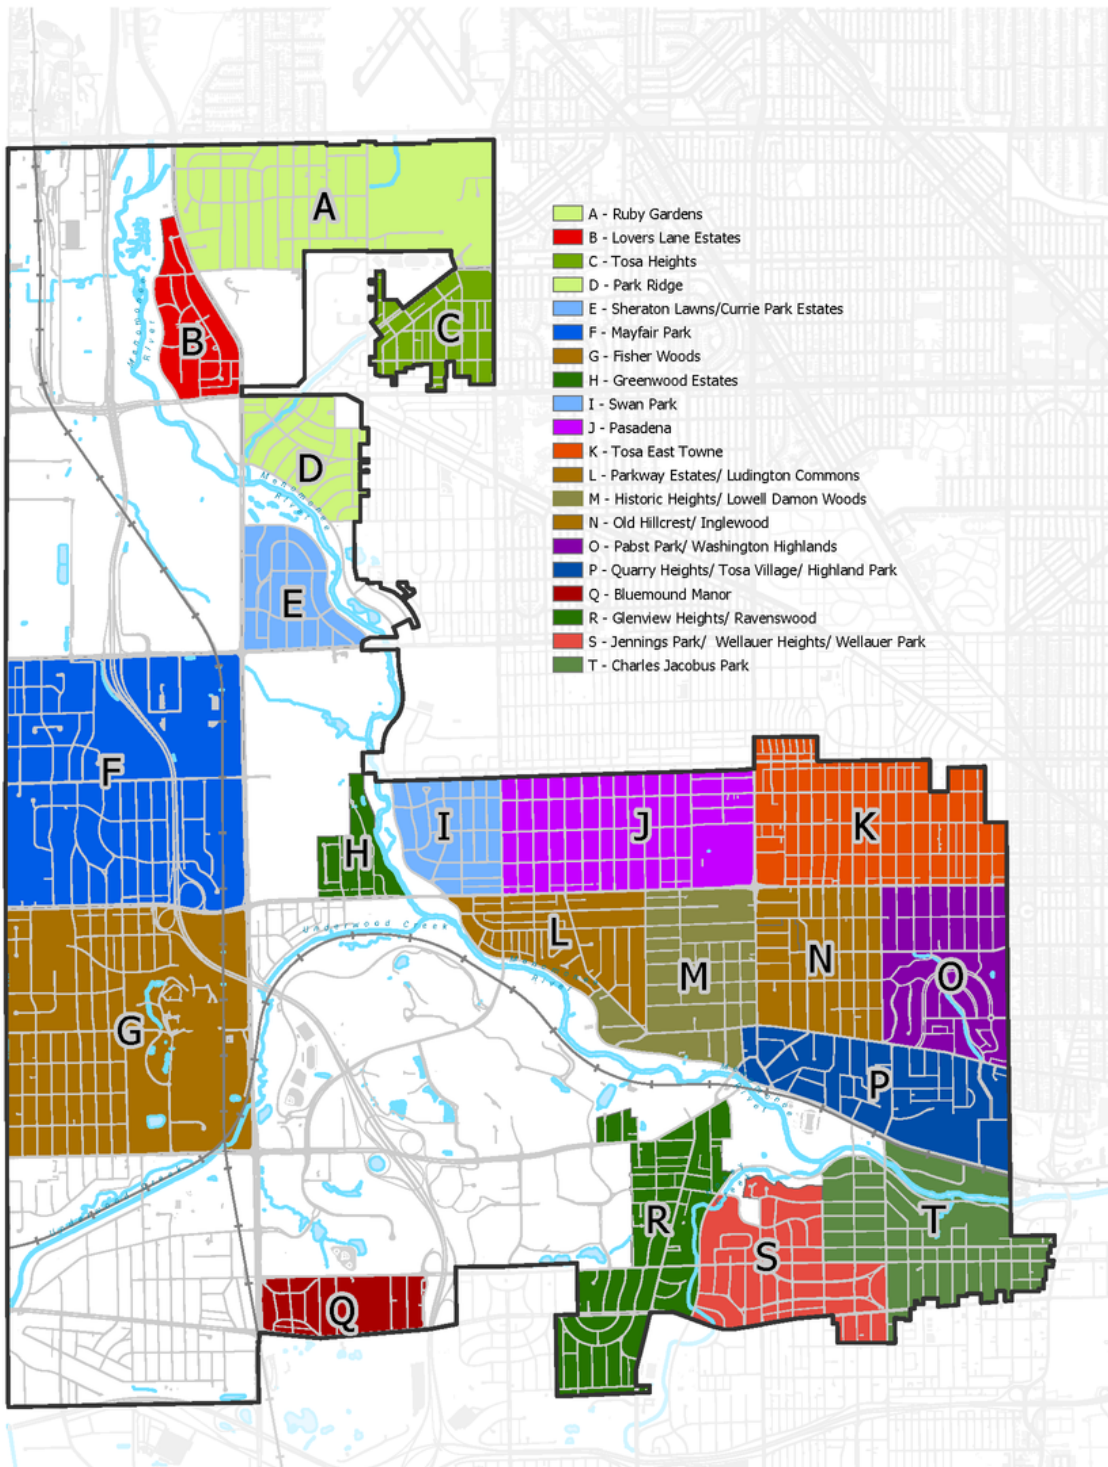 A
A - Ruby Gardens
B - Lovers Lane Estates
C - Tosa Heights
D - Park Ridge
E - Sheraton Lawns/Currie Park Estates
F - Mayfair Park
G - Fisher Woods
H - Greenwood Estates
I - Swan Park
J - Pasadena
K - Tosa East Towne
L - Parkway Estates/ Ludington Commons
M - Historic Heights/ Lowell Damon Woods
N - Old Hillcrest/ Inglewood
O - Pabst Park/ Washington Highlands
P - Quarry Heights/ Tosa Village/ Highland Park
Q - Bluemound Manor
R - Glenview Heights/ Ravenswood
S - Jennings Park/ Wellauer Heights/ Wellauer Park
T - Charles Jacobus Park
Menomonee River
B
C
D
Menomonee River
E
F
H
I
J
K
Underwood Creek
L
M
N
O
G
P
R
S
T
Q